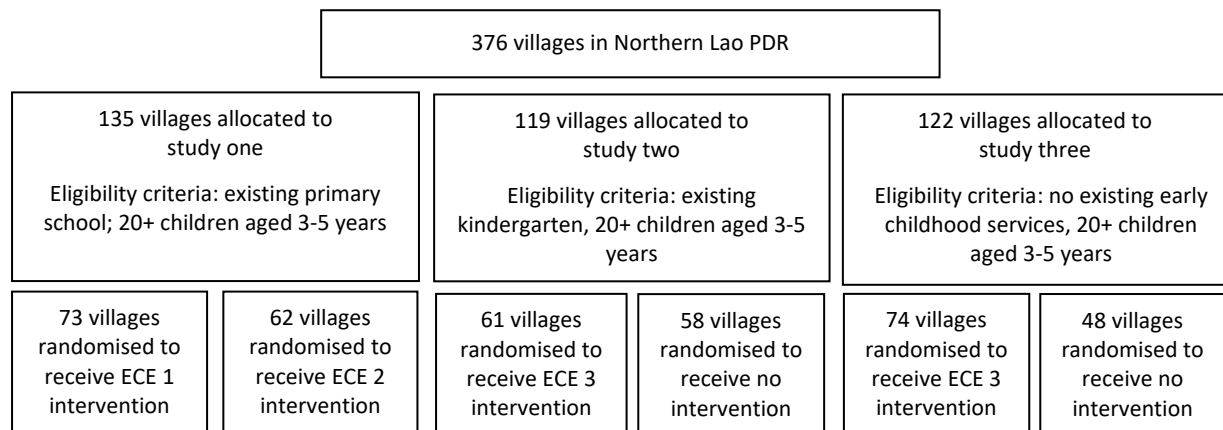 376 villages in Northern Lao PDR
135 villages allocated to
study one
Eligibility criteria: existing primary
school; 20+ children aged 3-5 years
119 villages allocated to
study two
Eligibility criteria: existing
kindergarten, 20+ children aged 3-5
years
122 villages allocated to
study three
Eligibility criteria: no existing early
childhood services, 20+ children
aged 3-5 years
73 villages
randomised to
receive ECE 1
intervention
62 villages
randomised to
receive ECE 2
intervention
61 villages
randomised to
receive ECE 3
intervention
58 villages
randomised to
receive no
intervention
74 villages
randomised to
receive ECE 3
intervention
48 villages
randomised to
receive no
intervention